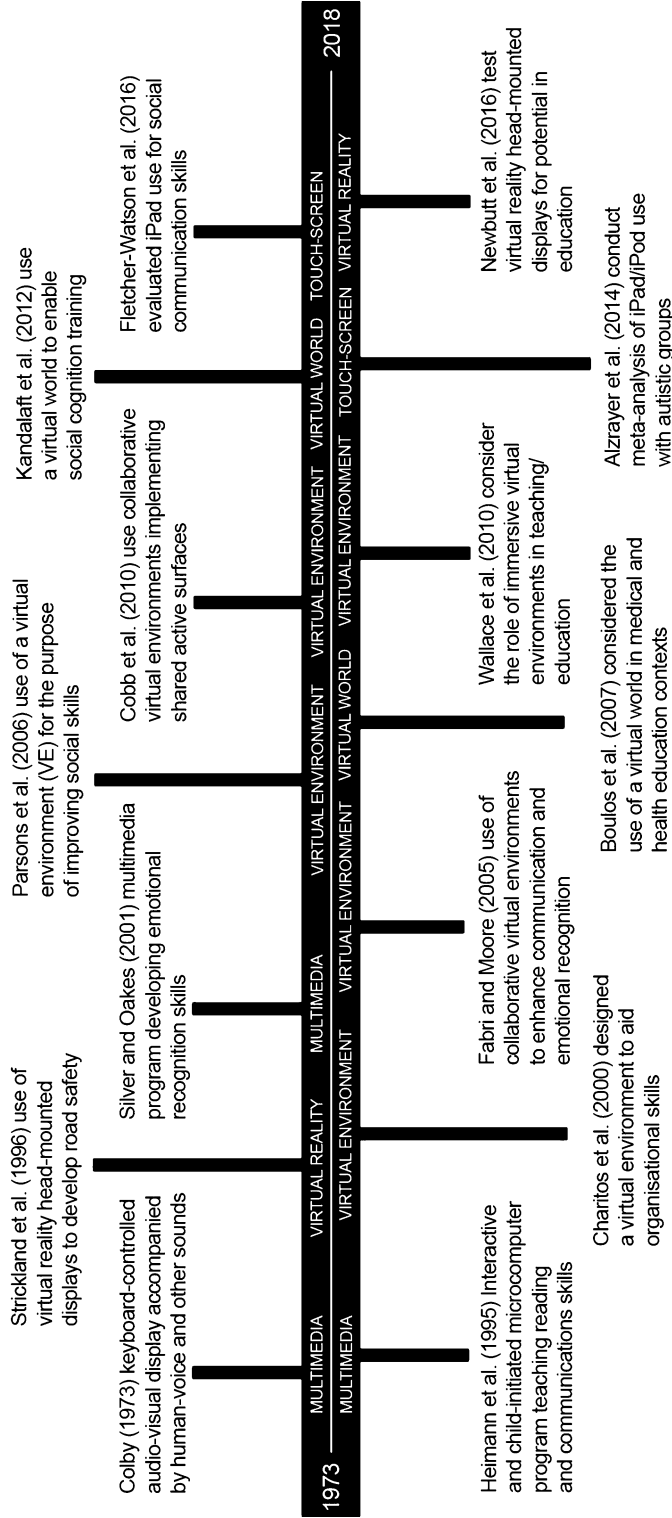 Strickland et al. (1996) use of
virtual reality head-mounted
displays to develop road safety
Parsons et al. (2006) use of a virtual
environment (VE) for the purpose
of improving social skills
Kandalaft et al. (2012) use
a virtual world to enable
social cognition training
Colby (1973) keyboard-controlled
audio-visual display accompanied
by human-voice and other sounds
Silver and Oakes (2001) multimedia
program developing emotional
recognition skills
Cobb et al. (2010) use collaborative
virtual environments implementing
shared active surfaces
Fletcher-Watson et al. (2016)
evaluated iPad use for social
communication skills
1973
MULTIMEDIA VIRTUAL REALITY MULTIMEDIA VIRTUAL ENVIRONMENT VIRTUAL ENVIRONMENT VIRTUAL WORLD TOUCH-SCREEN
MULTIMEDIA VIRTUAL ENVIRONMENT VIRTUAL ENVIRONMENT VIRTUAL WORLD VIRTUAL ENVIRONMENT TOUCH-SCREEN VIRTUAL REALITY
2018
Heimann et al. (1995) Interactive
and child-initiated microcomputer
program teaching reading
and communications skills
Fabri and Moore (2005) use of
collaborative virtual environments
to enhance communication and
emotional recognition
Wallace et al. (2010) consider
the role of immersive virtual
environments in teaching/
education
Newbutt et al. (2016) test
virtual reality head-mounted
displays for potential in
education
Charitos et al. (2000) designed
a virtual environment to aid
organisational skills
Boulos et al. (2007) considered the
use of a virtual world in medical and
health education contexts
Alzrayer et al. (2014) conduct
meta-analysis of iPad/iPod use
with autistic groups